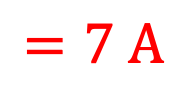 = 7 A